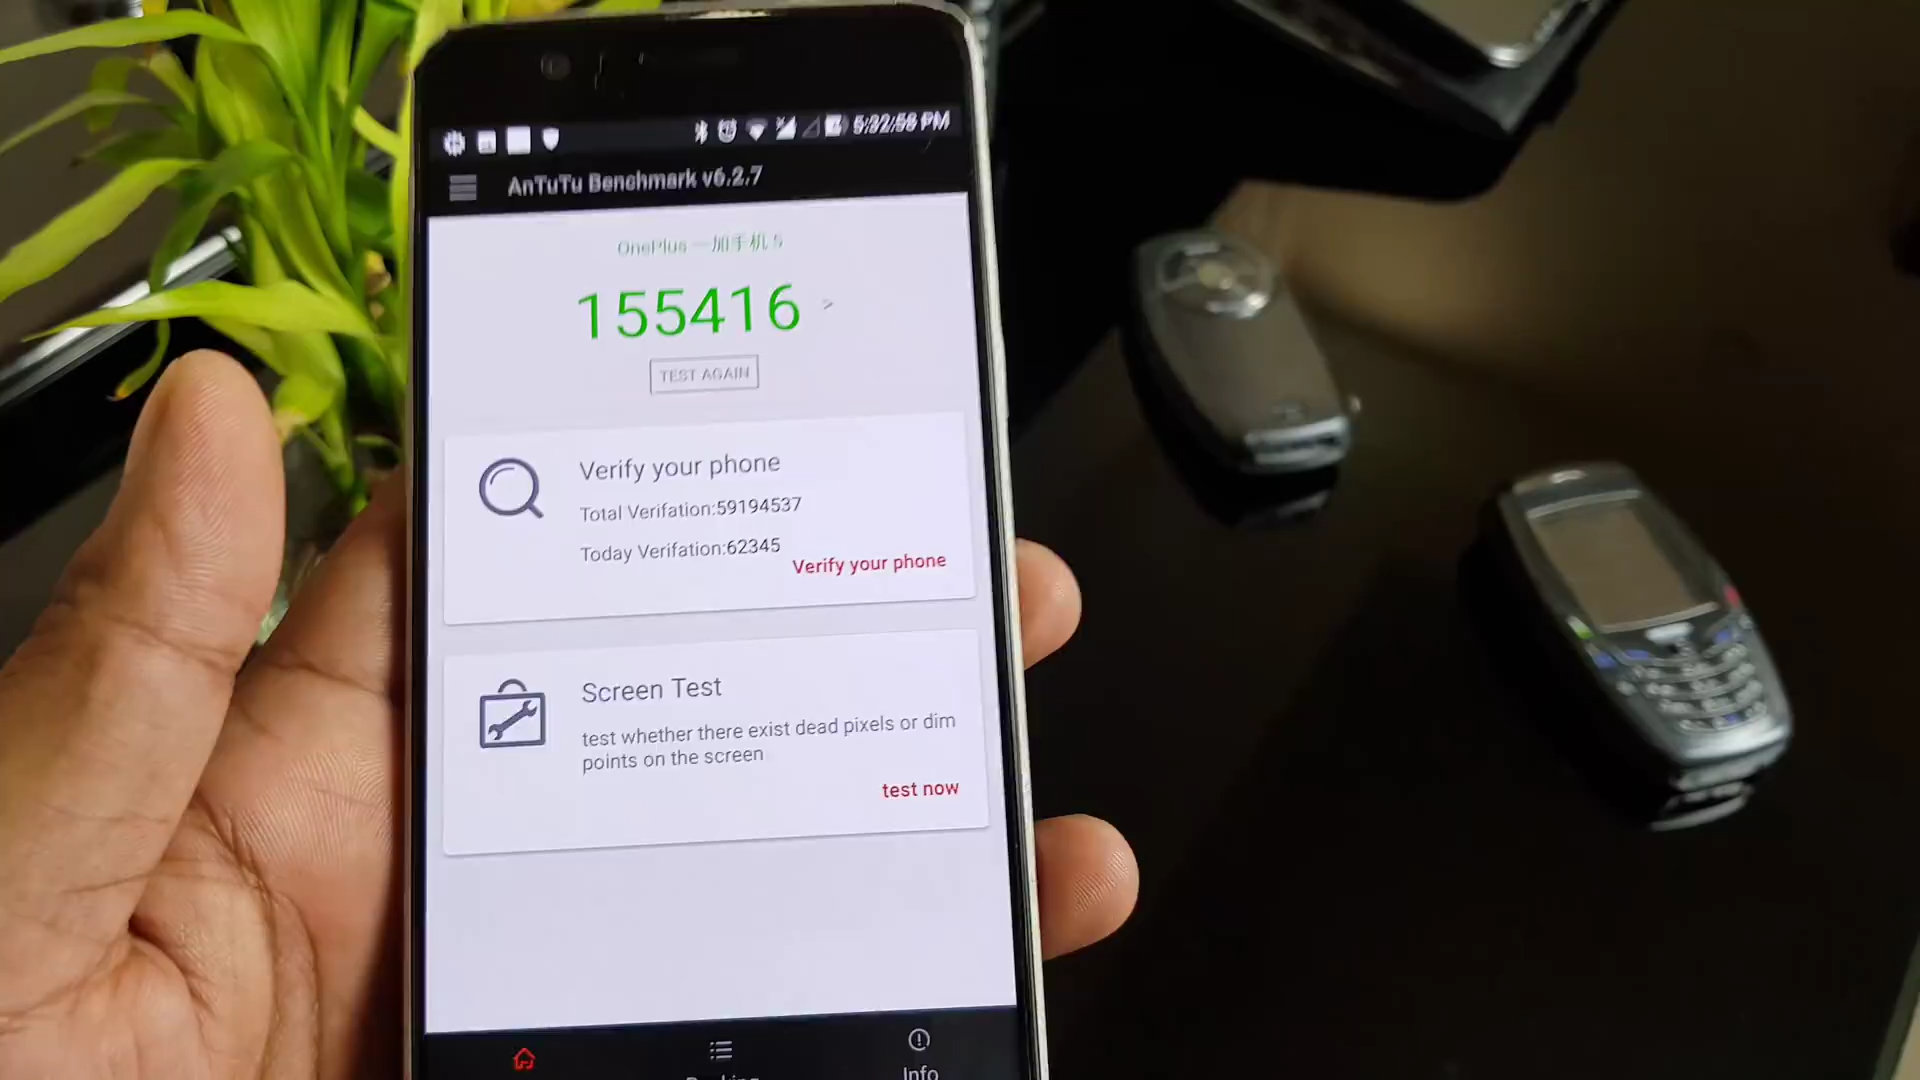 5:32:58 PM
AnTuTu Benchmark v6.2.7
OnePlus 一加手机 5
155416 >
TEST AGAIN
Verify your phone
Total Verifation:59194537
Today Verifation:62345
Verify your phone
Screen Test
test whether there exist dead pixels or dim
points on the screen
test now
Info